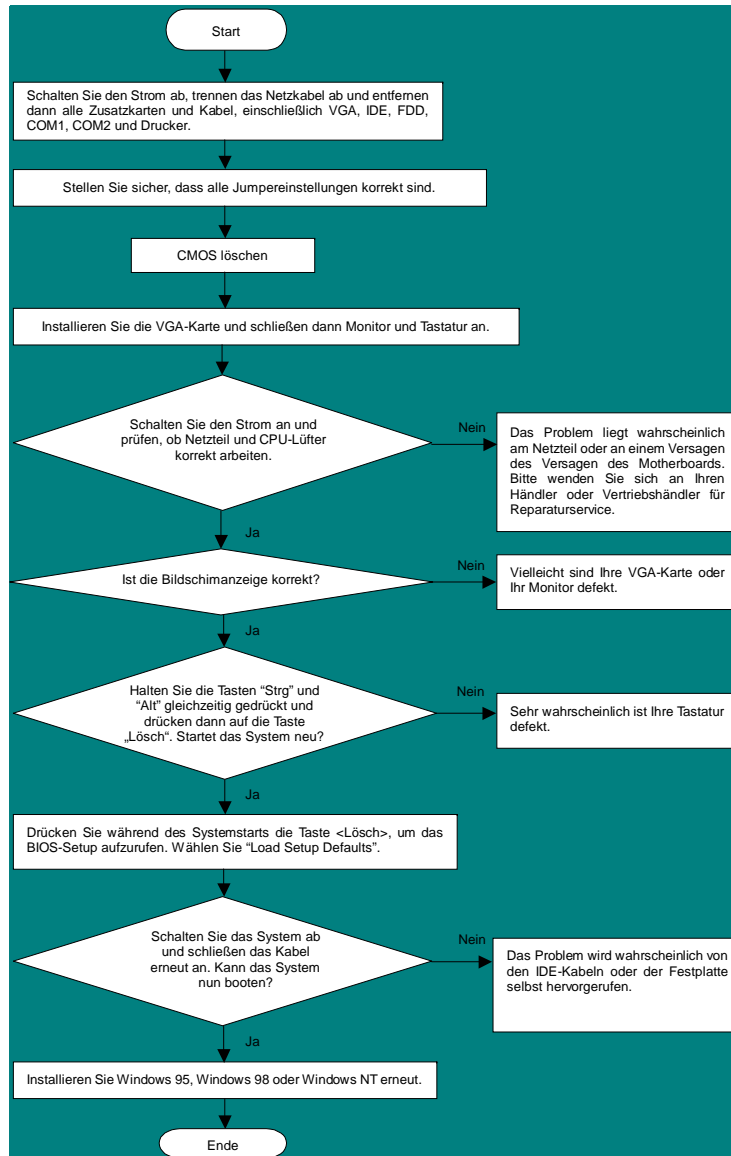 Start
Schalten Sie den Strom ab, trennen das Netzkabel ab und entfernen
dann alle Zusatzkarten und Kabel, einschließlich VGA, IDE, FDD,
COM1, COM2 und Drucker.
Stellen Sie sicher, dass alle Jumpereinstellungen korrekt sind.
CMOS löschen
Installieren Sie die VGA-Karte und schließen dann Monitor und Tastatur an.
Schalten Sie den Strom an und
prüfen, ob Netzteil und CPU-Lüfter
korrekt arbeiten.
Nein
Das Problem liegt wahrscheinlich
am Netzteil oder an einem Versagen
des Versagen des Motherboards.
Bitte wenden Sie sich an Ihren
Händler oder Vertriebshändler für
Reparaturservice.
Ja
Ist die Bildschimanzeige korrekt?
Nein
Vielleicht sind Ihre VGA-Karte oder
Ihr Monitor defekt.
Ja
Halten Sie die Tasten “Strg” und
“Alt” gleichzeitig gedrückt und
drücken dann auf die Taste
„Lösch“. Startet das System neu?
Nein
Sehr wahrscheinlich ist Ihre Tastatur
defekt.
Ja
Drücken Sie während des Systemstarts die Taste <Lösch>, um das
BIOS-Setup aufzurufen. Wählen Sie “Load Setup Defaults”.
Schalten Sie das System ab
und schließen das Kabel
erneut an. Kann das System
nun booten?
Nein
Das Problem wird wahrscheinlich von
den IDE-Kabeln oder der Festplatte
selbst hervorgerufen.
Ja
Installieren Sie Windows 95, Windows 98 oder Windows NT erneut.
Ende